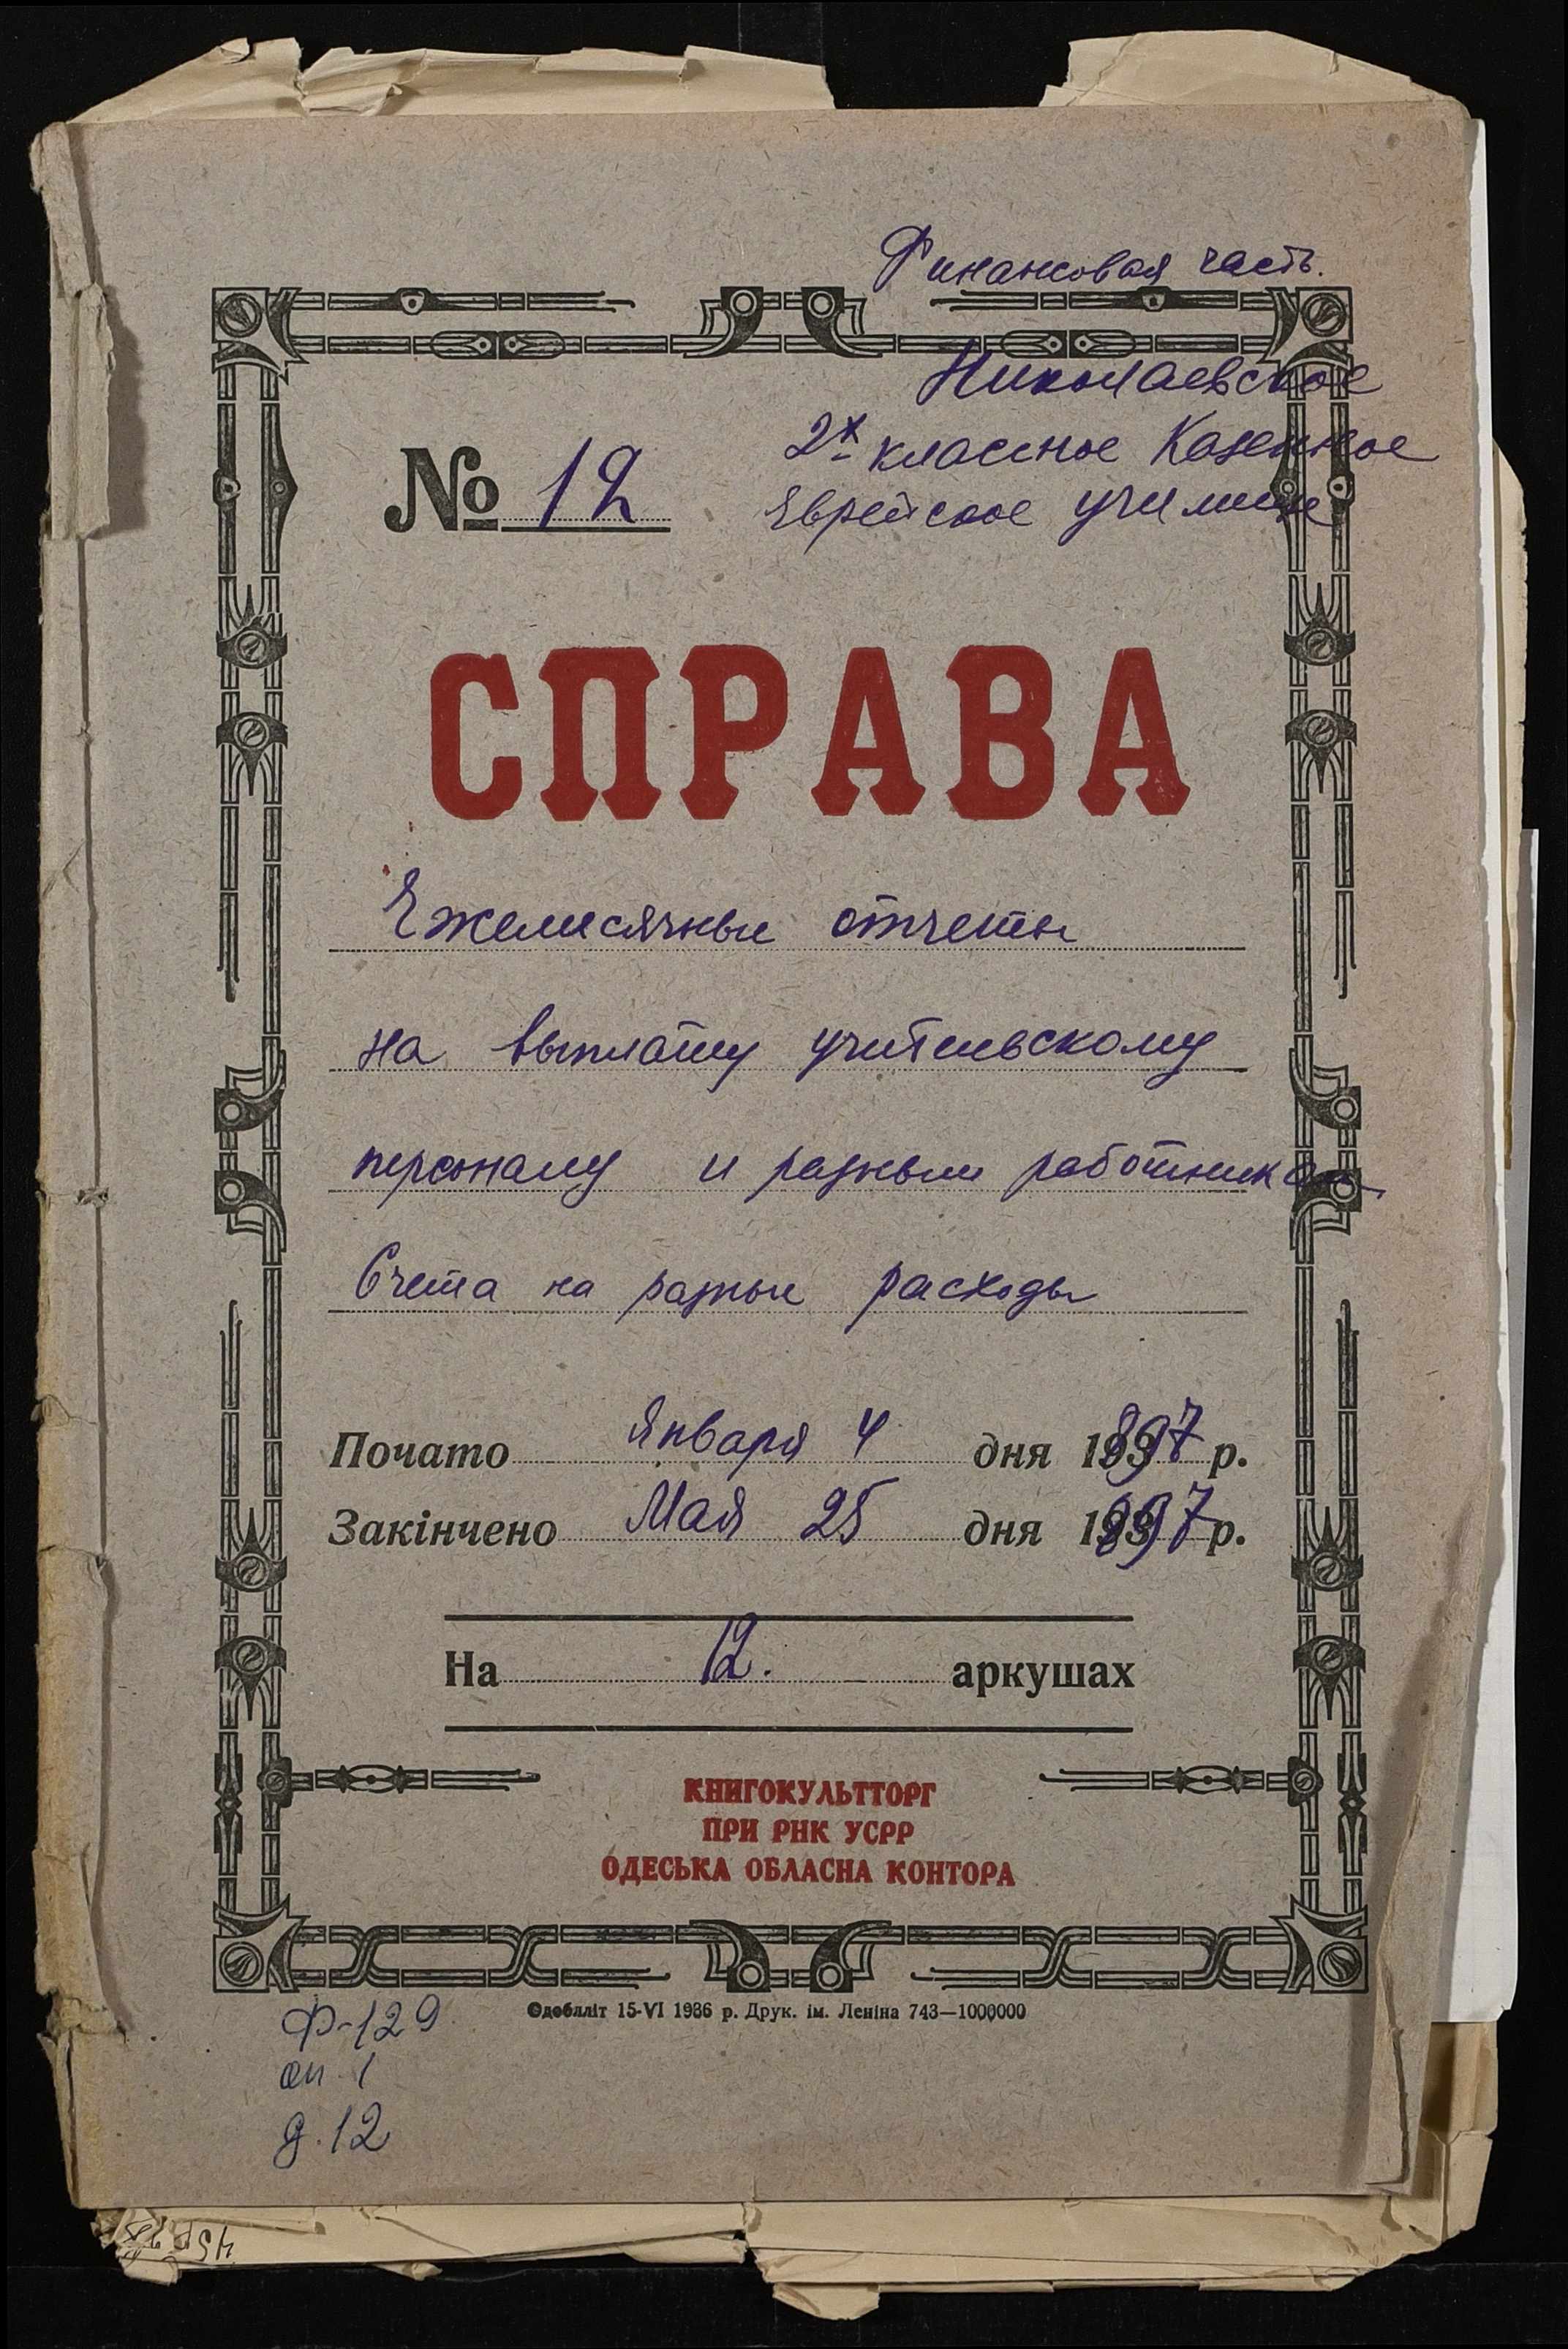 Финансовая часть.
Николаевское
2х классное Казенное
Еврейское училище
№ 12
СПРАВА
Ежемесячные отчеты
на выплату учительскому
персоналу и разным работникам
Счета на разные расходы
Почато Января 4 дня 1897 р.
Закінчено Мая 25 дня 1897 р.
На 12. аркушах
КНИГОКУЛЬТТОРГ
ПРИ РНК УСРР
ОДЕСЬКА ОБЛАСНА КОНТОРА
Одобlліт 15-VI 1936 р. Друк. ім. Леніна 743—1000000
Ф-129
оп. 1
д. 12